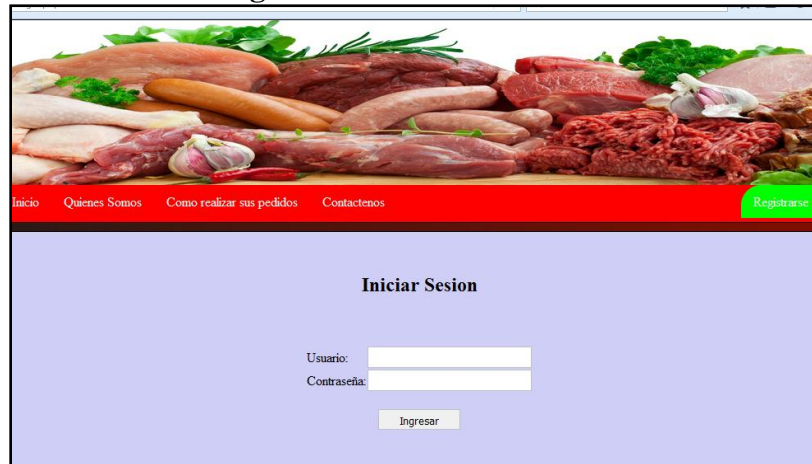 Inicio Quienes Somos Como realizar sus pedidos Contactenos Registrarse
Iniciar Sesion
Usuario:
Contraseña:
Ingresar